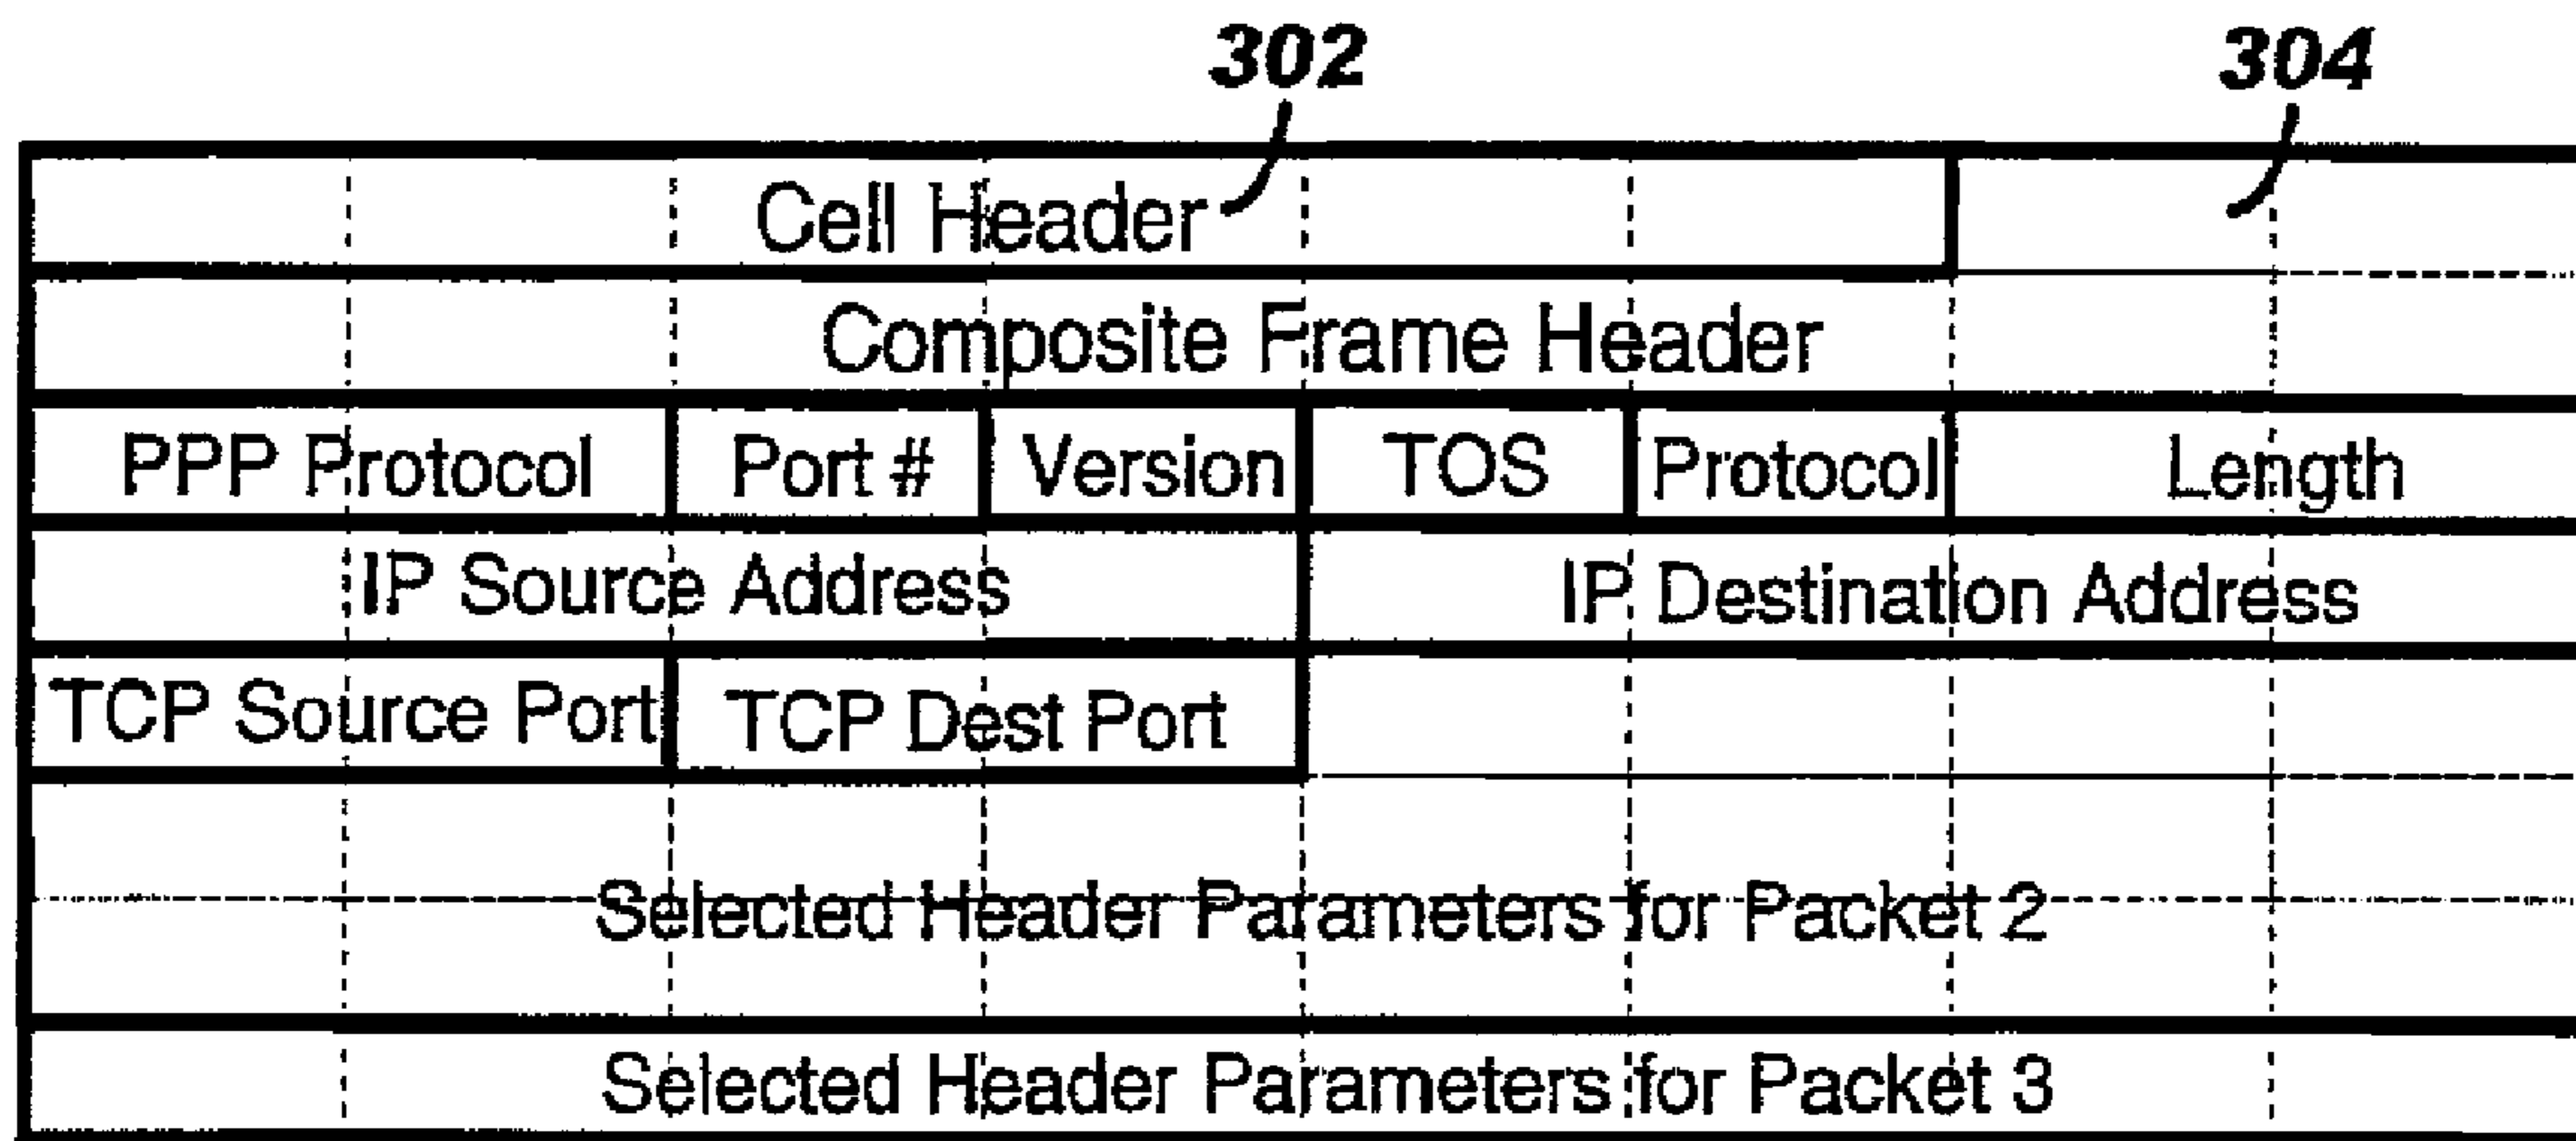 302 304
Cell Header
Composite Frame Header
PPP Protocol Port # Version TOS Protocol Length
IP Source Address IP Destination Address
TCP Source Port TCP Dest Port
Selected Header Parameters for Packet 2
Selected Header Parameters for Packet 3